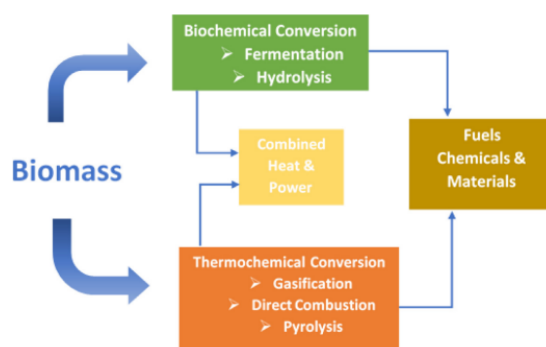 Biochemical Conversion
➢ Fermentation
➢ Hydrolysis
Combined
Heat &
Power
Fuels
Chemicals &
Materials
Biomass
Thermochemical Conversion
➢ Gasification
➢ Direct Combustion
➢ Pyrolysis